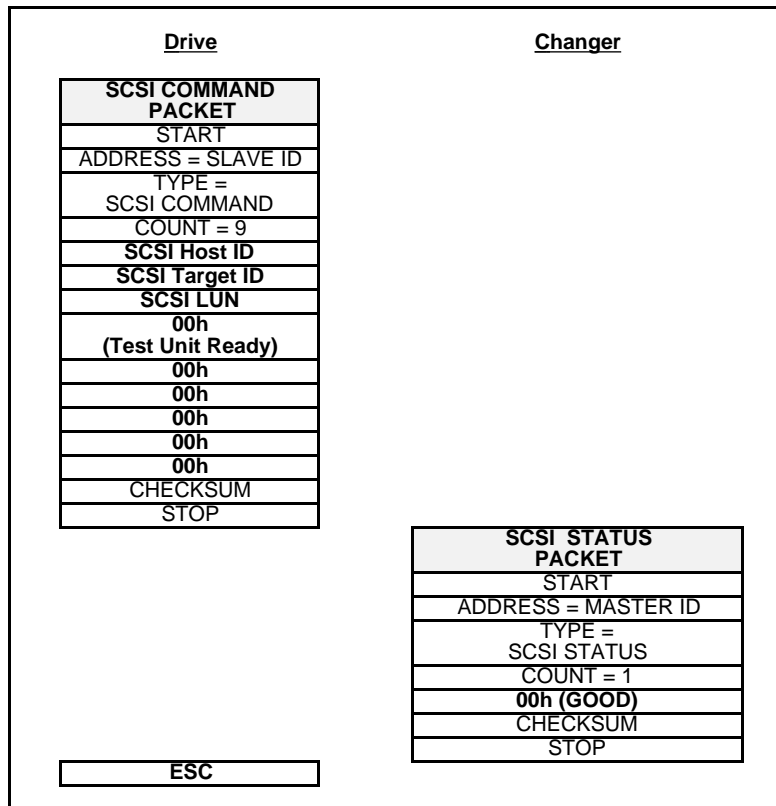 Drive
Changer
SCSI COMMAND
PACKET
START
ADDRESS = SLAVE ID
TYPE =
SCSI COMMAND
COUNT = 9
SCSI Host ID
SCSI Target ID
SCSI LUN
00h
(Test Unit Ready)
00h
00h
00h
00h
00h
CHECKSUM
STOP
SCSI  STATUS
PACKET
START
ADDRESS = MASTER ID
TYPE =
SCSI STATUS
COUNT = 1
00h (GOOD)
CHECKSUM
STOP
ESC